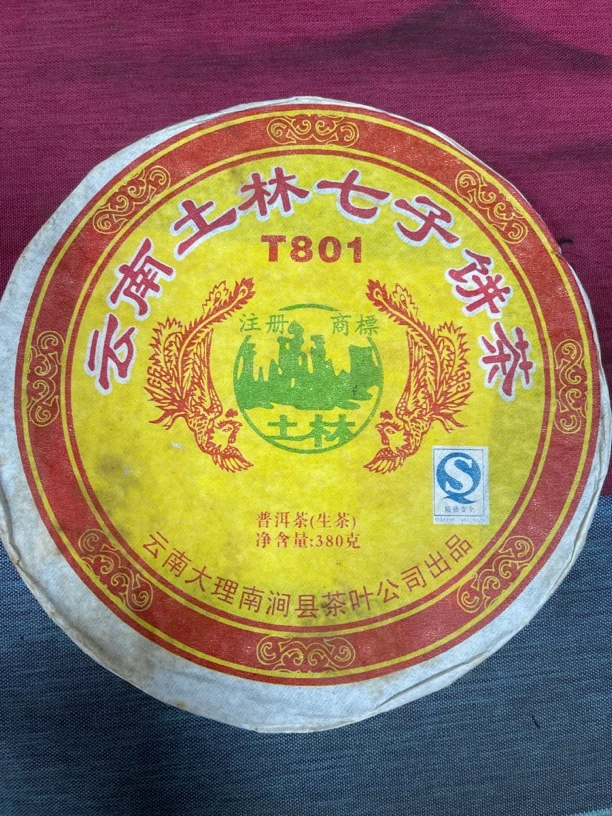 云南土林七子饼茶
T801
注册 商標
土林
普洱茶(生茶)
净含量:380克
云南大理南涧县茶叶公司出品